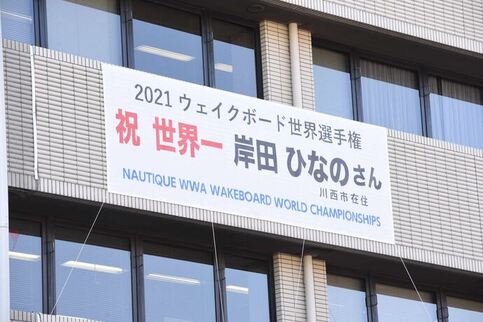 2021 ウェイクボード世界選手権
祝 世界一 岸田 ひなのさん
川西市在住
NAUTIQUE WWA WAKEBOARD WORLD CHAMPIONSHIPS